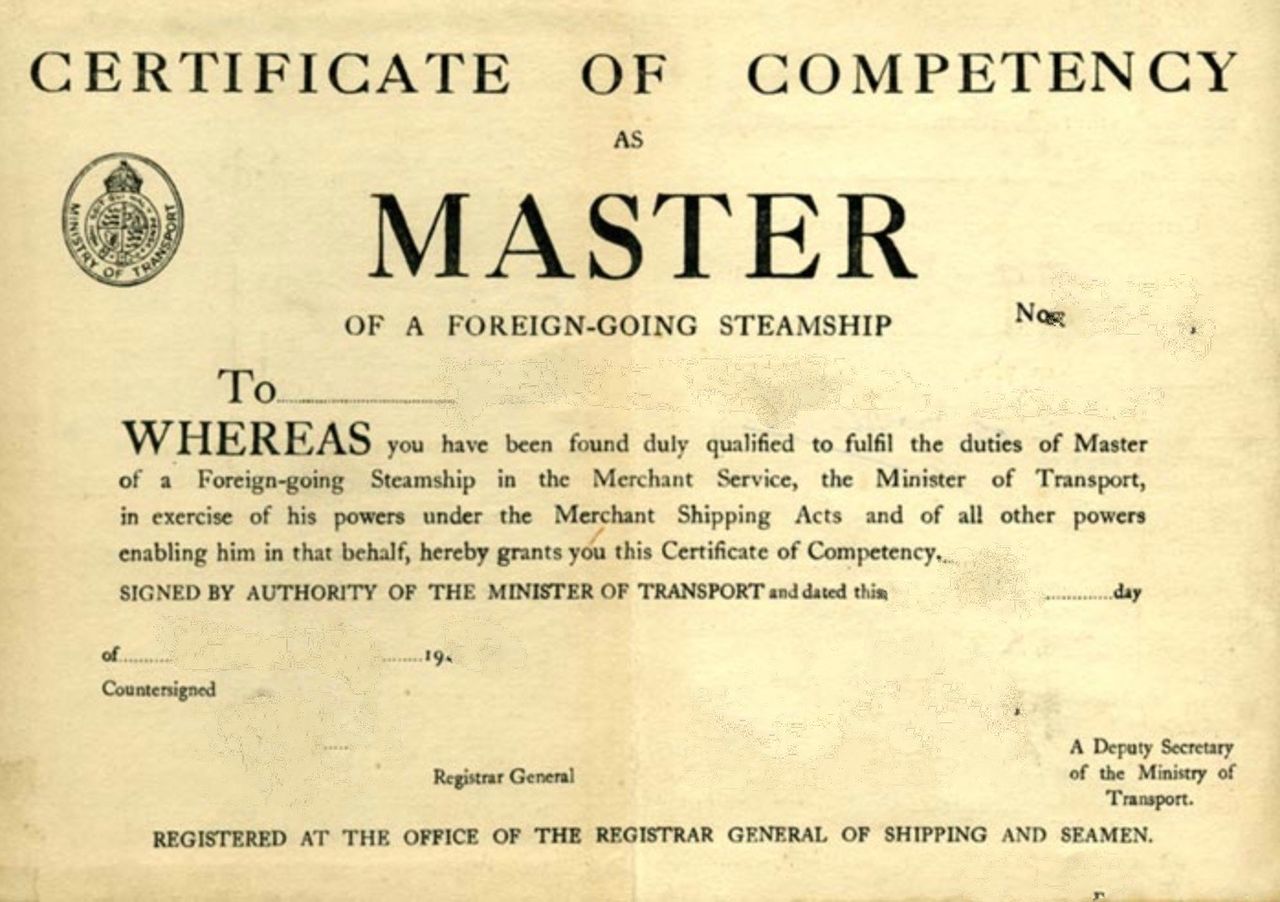 CERTIFICATE OF COMPETENCY
AS
MINISTRY OF TRANSPORT
MASTER
OF A FOREIGN-GOING STEAMSHIP
No
To
WHEREAS you have been found duly qualified to fulfil the duties of Master
of a Foreign-going Steamship in the Merchant Service, the Minister of Transport,
in exercise of his powers under the Merchant Shipping Acts and of all other powers
enabling him in that behalf, hereby grants you this Certificate of Competency.
SIGNED BY AUTHORITY OF THE MINISTER OF TRANSPORT and dated this day
of 19
Countersigned
Registrar General
A Deputy Secretary
of the Ministry of
Transport.
REGISTERED AT THE OFFICE OF THE REGISTRAR GENERAL OF SHIPPING AND SEAMEN.